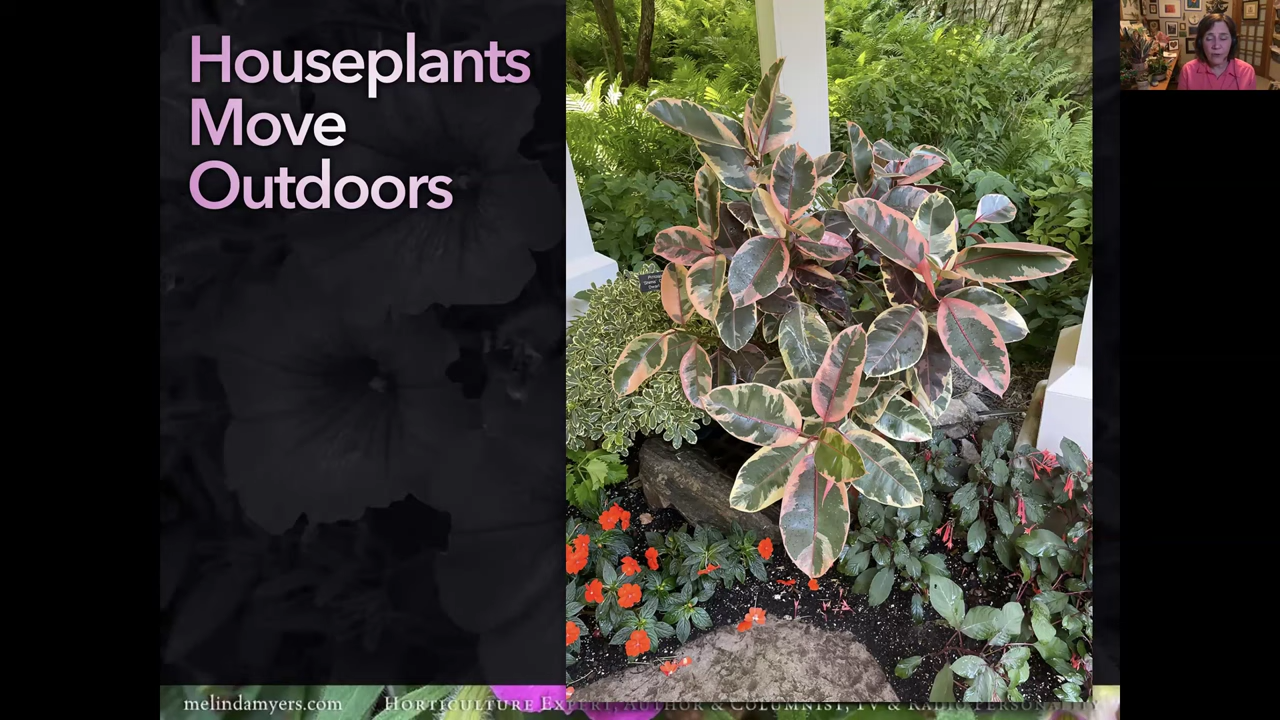 Houseplants
Move
Outdoors
melindamyers.com
Horticulture Expert, Author & Columnist, TV & Radio Personality